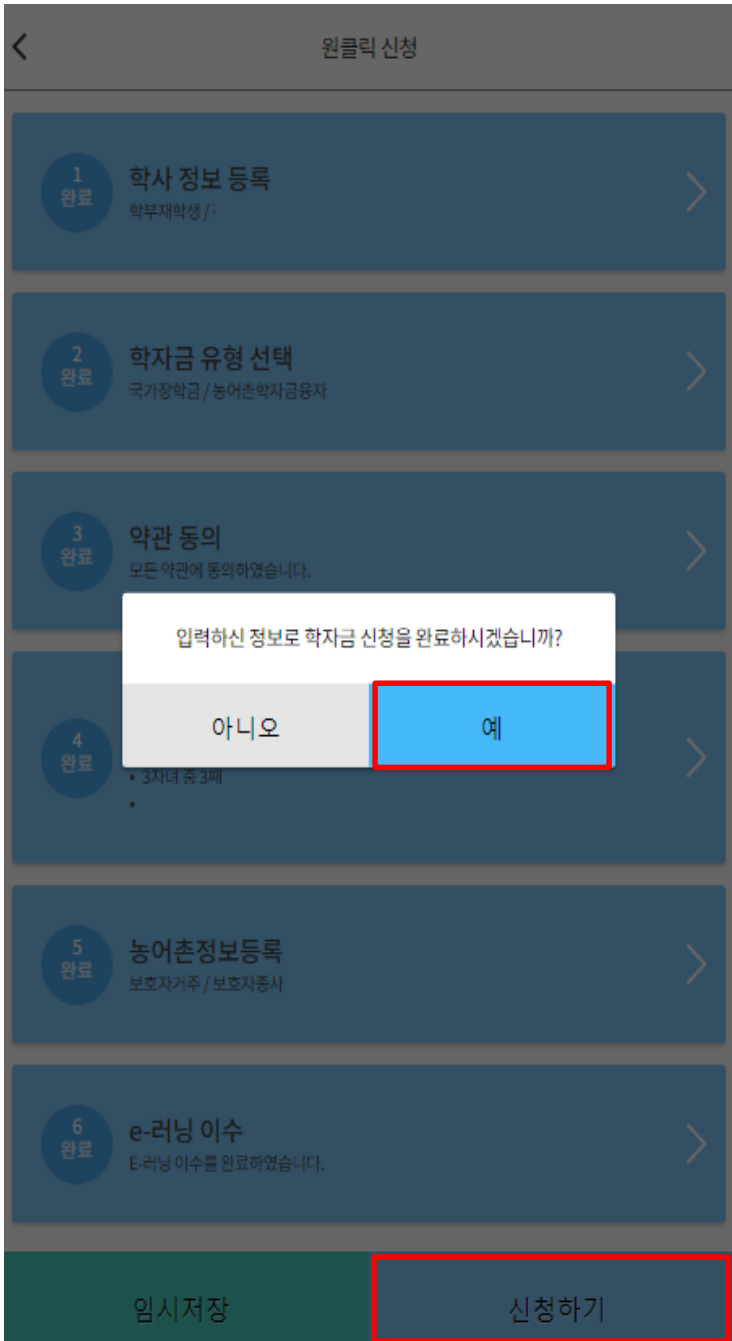 원클릭 신청
1
완료
학사 정보 등록
학부재학생 /
2
완료
학자금 유형 선택
국가장학금 / 농어촌학자금융자
3
완료
약관 동의
모든 약관에 동의하였습니다.
입력하신 정보로 학자금 신청을 완료하시겠습니까?
아니오
예
4
완료
• 3자녀 중 3째
•
5
완료
농어촌정보등록
보호자거주 / 보호자종사
6
완료
e-러닝 이수
E-러닝 이수를 완료하였습니다.
임시저장
신청하기